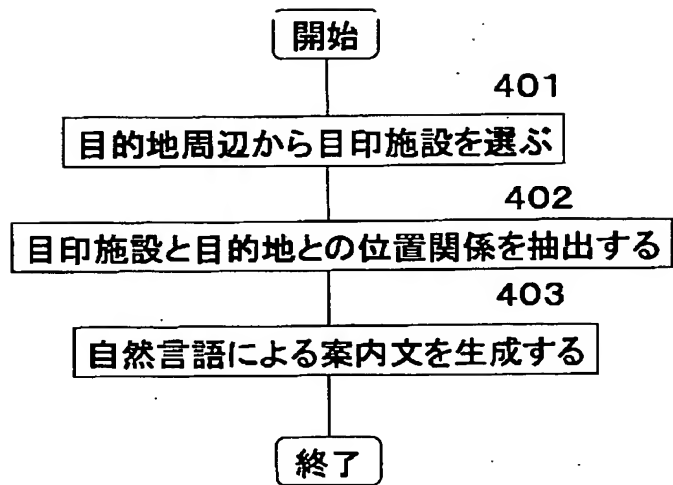 開始
401
目的地周辺から目印施設を選ぶ
402
目印施設と目的地との位置関係を抽出する
403
自然言語による案内文を生成する
終了